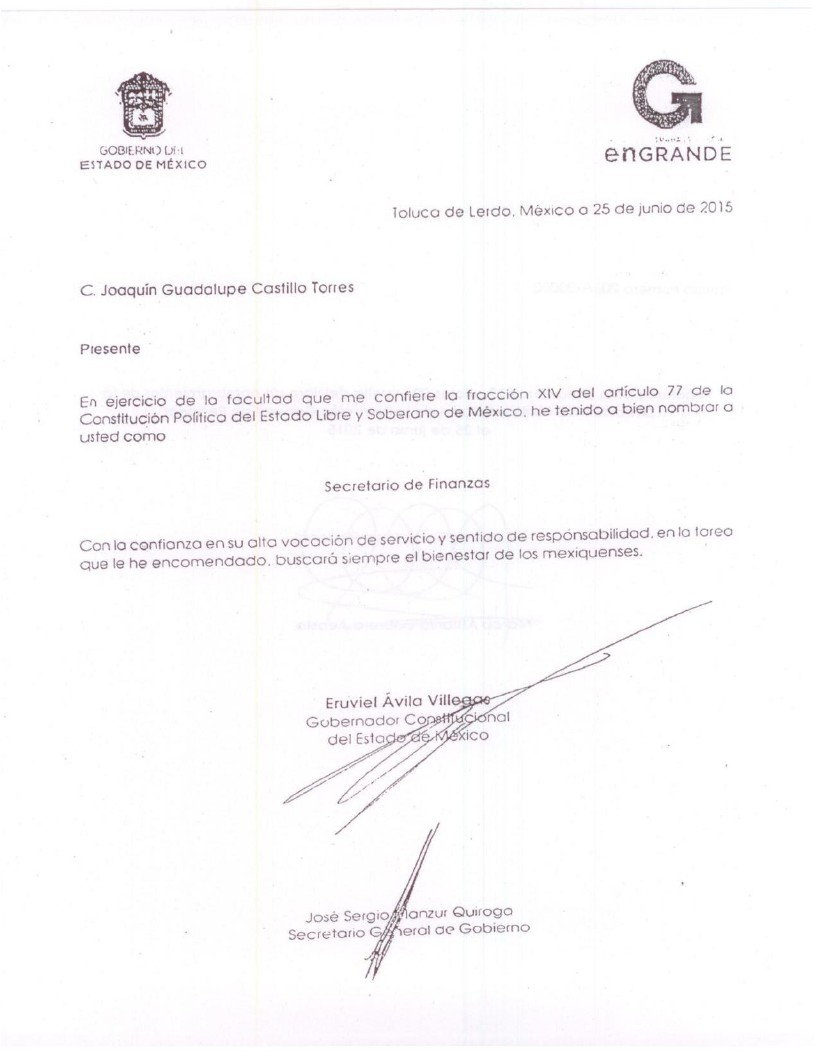 GOBIERNO DEL
ESTADO DE MÉXICO
enGRANDE
Toluca de Lerdo, México a 25 de junio de 2015
C. Joaquín Guadalupe Castillo Torres
Presente
En ejercicio de la facultad que me confiere la fracción XIV del artículo 77 de la
Constitución Política del Estado Libre y Soberano de México, he tenido a bien nombrar a
usted como
Secretario de Finanzas
Con la confianza en su alta vocación de servicio y sentido de responsabilidad, en la tarea
que le he encomendado, buscará siempre el bienestar de los mexiquenses.
Eruviel Ávila Villegas
Gobernador Constitucional
del Estado de México
José Sergio Manzur Quiroga
Secretario General de Gobierno